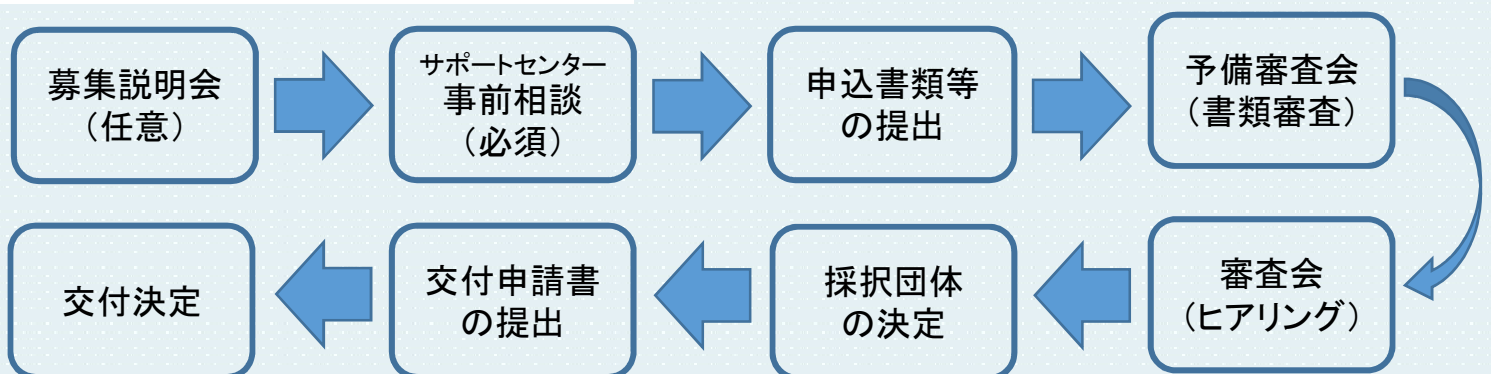 募集説明会
（任意）
サポートセンター
事前相談
（必須）
申込書類等
の提出
予備審査会
（書類審査）
審査会
（ヒアリング）
採択団体
の決定
交付申請書
の提出
交付決定